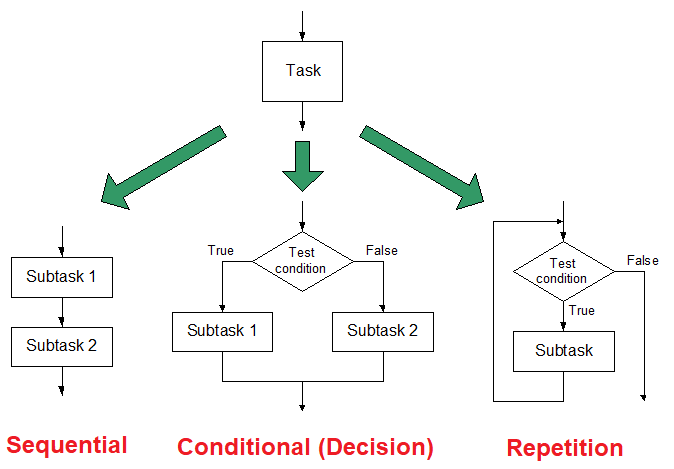 Task
Subtask 1
Subtask 2
Sequential
True
Test
condition
False
Subtask 1
Subtask 2
Conditional (Decision)
Test
condition
False
True
Subtask
Repetition